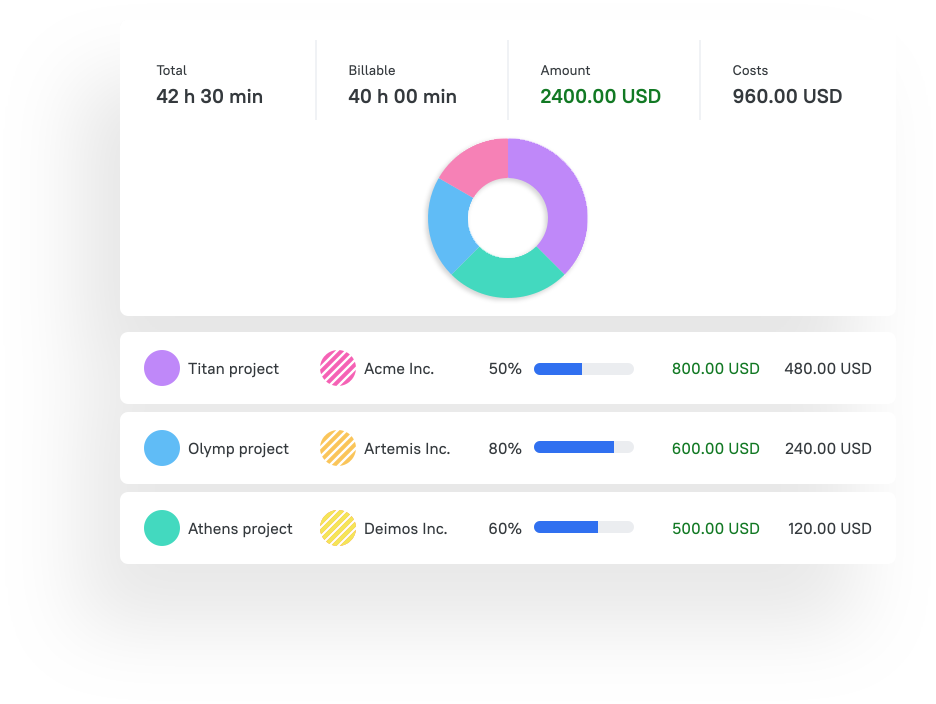 Total
Billable
Amount
Costs
42 h 30 min
40 h 00 min
2400.00 USD
960.00 USD
Titan project
Acme Inc.
50%
800.00 USD
480.00 USD
Olymp project
Artemis Inc.
80%
600.00 USD
240.00 USD
Athens project
Deimos Inc.
60%
500.00 USD
120.00 USD